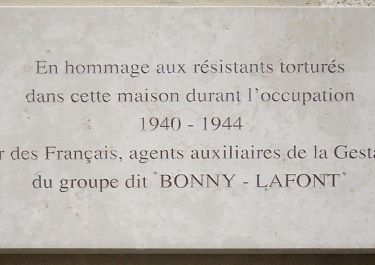 En hommage aux résistants torturés
dans cette maison durant l'occupation
1940 - 1944
r des Français, agents auxiliaires de la Gesta
du groupe dit "BONNY - LAFONT"